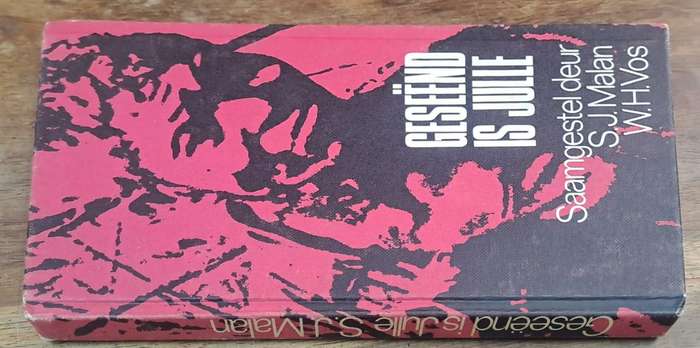 GESEËND
IS JULLE
Saamgestel deur
S.J.Malan
W.H.Vos
Geseënd is Julle S.J Malan